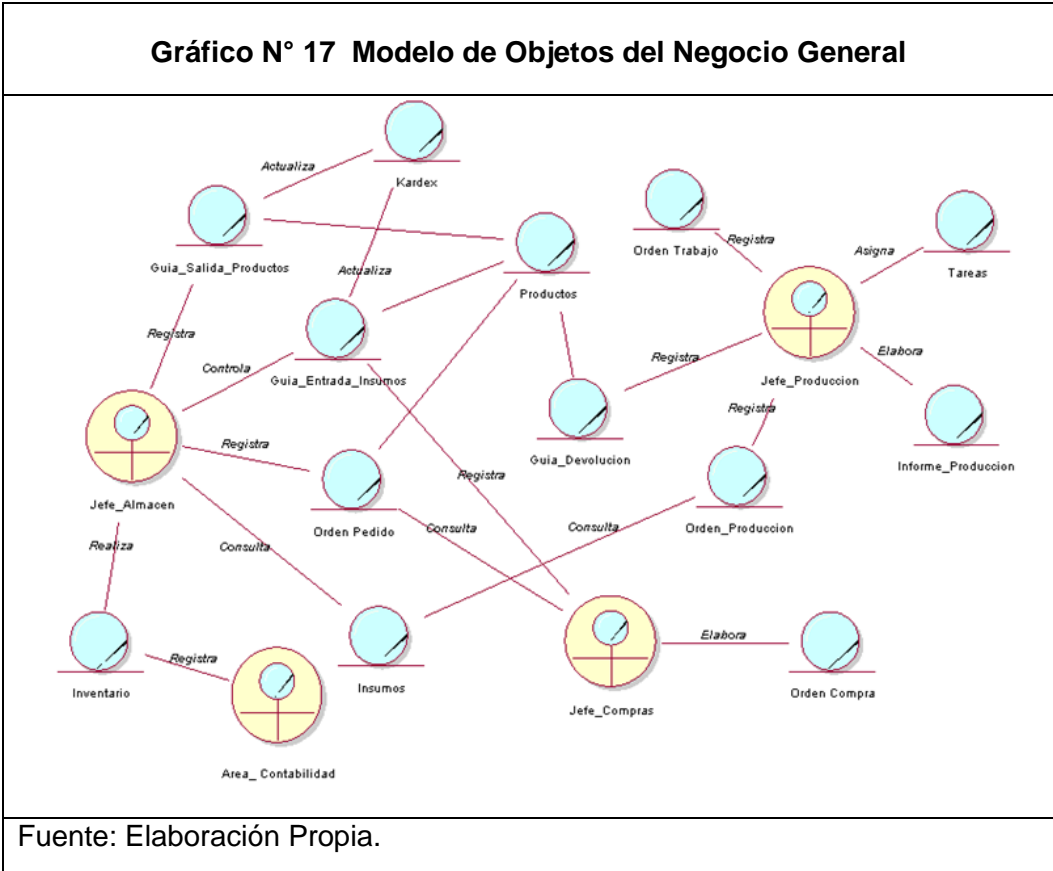 Gráfico N° 17 Modelo de Objetos del Negocio General
Actualiza
Kardex
Guia_Salida_Productos
Orden Trabajo
Registra
Asigna
Tareas
Actualiza
Productos
Registra
Controla
Guia_Entrada_Insumos
Registra
Jefe_Produccion
Elabora
Registra
Registra
Guia_Devolucion
Informe_Produccion
Registra
Jefe_Almacen
Orden Pedido
Consulta
Consulta
Orden_Produccion
Realiza
Consulta
Elabora
Registra
Inventario
Insumos
Jefe_Compras
Orden Compra
Area_ Contabilidad
Fuente: Elaboración Propia.